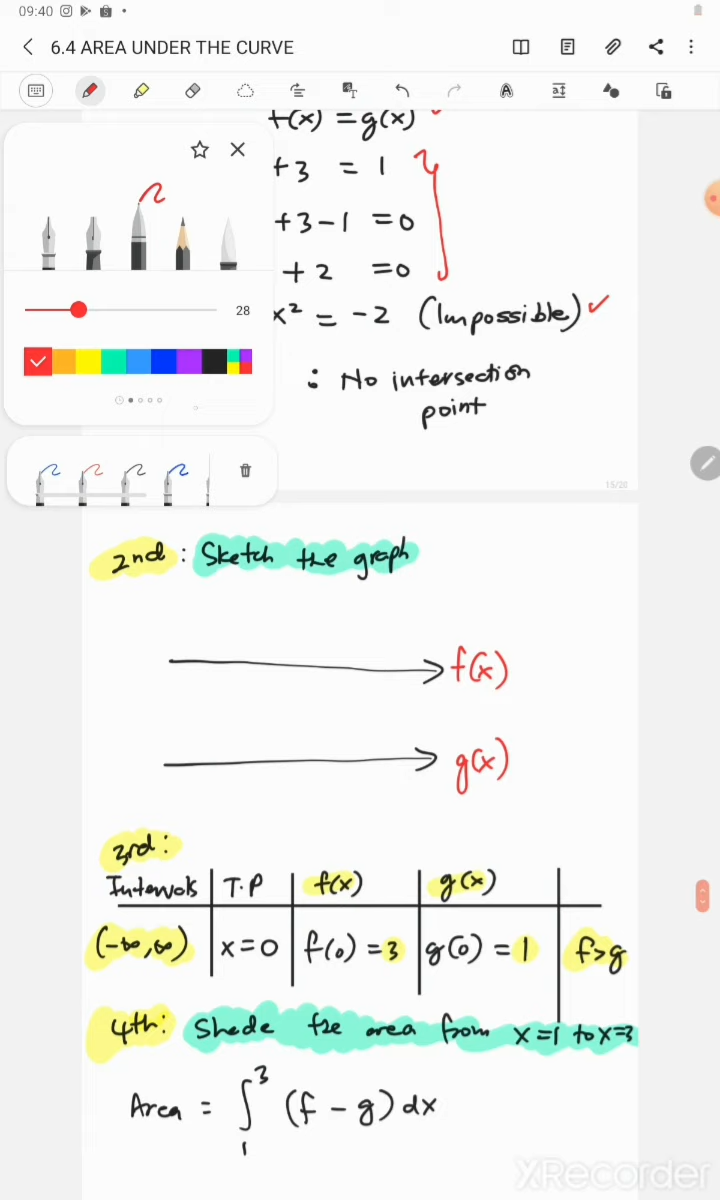 09:40
6.4 AREA UNDER THE CURVE
f(x) = g(x)
+3 = 1
+3-1 = 0
+2 = 0
28
x² = -2 (Impossible)
: No intersection
point
15/20
2nd: Sketch the graph
f(x)
g(x)
3rd:
Intervals T.P f(x) g(x)
(-∞,∞) x=0 f(0) = 3 g(0) = 1 f>g
4th: Shade the area from x=1 to x=3
Area = ∫₁³ (f - g) dx
XRecorder